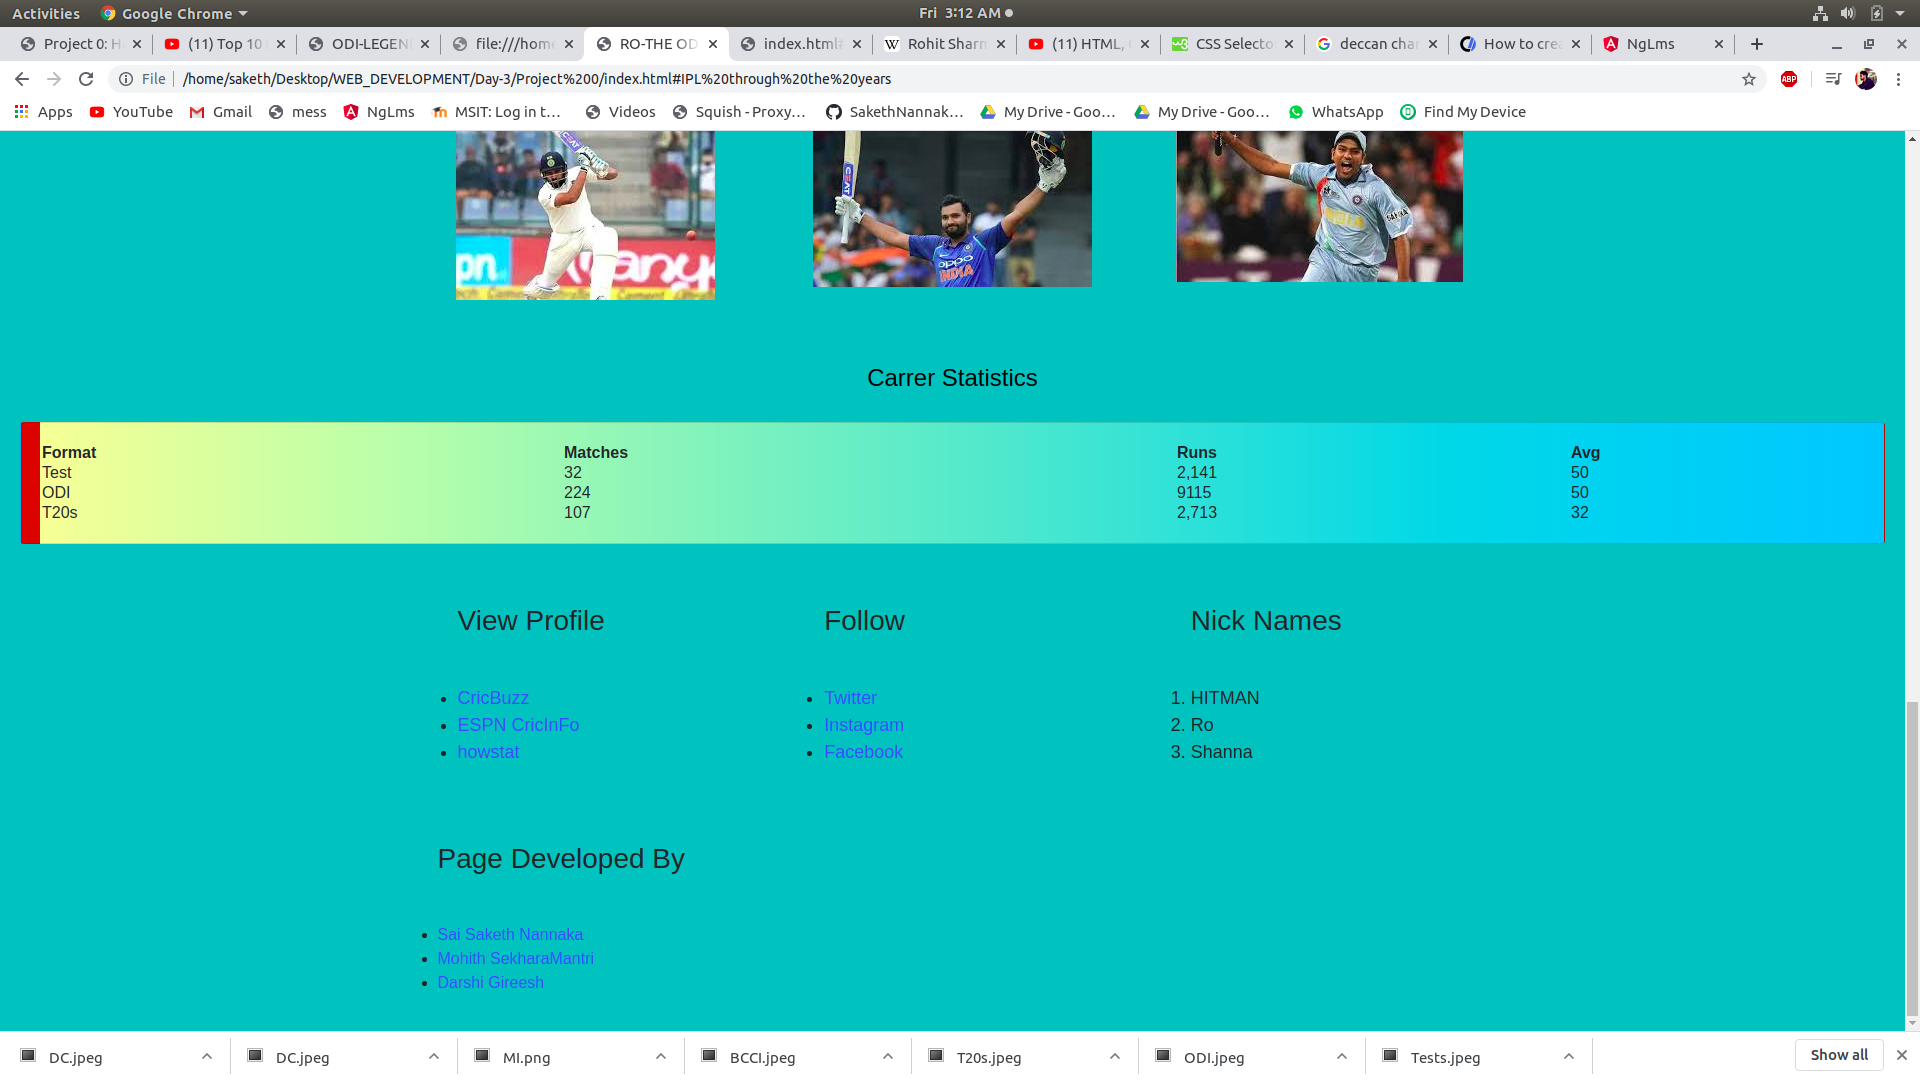 Activities Google Chrome Fri 3:12 AM
Project 0: H (11) Top 10 ODI-LEGEN file:///home RO-THE OD index.html# Rohit Sharm (11) HTML, CSS Selecto deccan char How to crea NgLms
File /home/saketh/Desktop/WEB_DEVELOPMENT/Day-3/Project%200/index.html#IPL%20through%20the%20years ABP
Apps YouTube Gmail mess NgLms MSIT: Log in t… Videos Squish - Proxy… SakethNannak… My Drive - Goo… My Drive - Goo… WhatsApp Find My Device
CEAT
CEAT
oppo
INDIA
SAHARA
Carrer Statistics
Format Matches Runs Avg
Test 32 2,141 50
ODI 224 9115 50
T20s 107 2,713 32
View Profile Follow Nick Names
CricBuzz Twitter 1. HITMAN
ESPN CricInFo Instagram 2. Ro
howstat Facebook 3. Shanna
Page Developed By
Sai Saketh Nannaka
Mohith SekharaMantri
Darshi Gireesh
DC.jpeg DC.jpeg MI.png BCCI.jpeg T20s.jpeg ODI.jpeg Tests.jpeg Show all